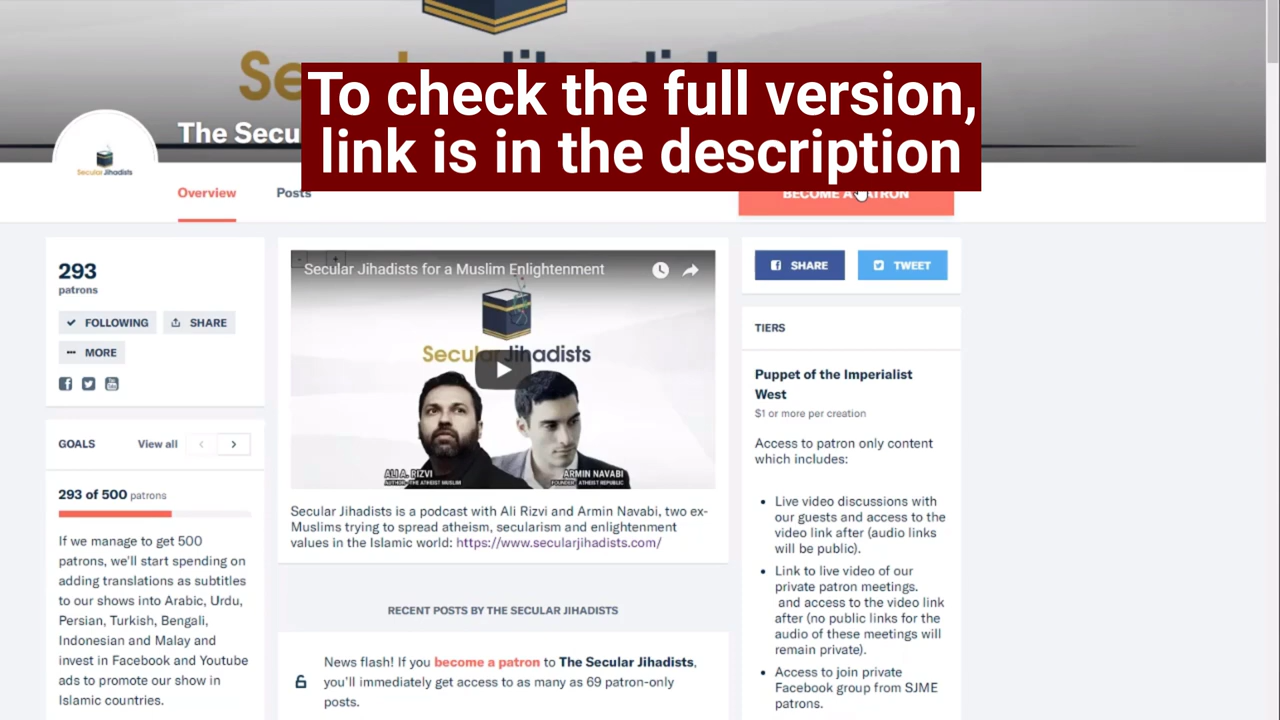 To check the full version,
link is in the description
The Secu
Secular Jihadists
Overview
Posts
BECOME A PATRON
293
patrons
FOLLOWING
SHARE
MORE
GOALS
View all
293 of 500 patrons
If we manage to get 500
patrons, we'll start spending on
adding translations as subtitles
to our shows into Arabic, Urdu,
Persian, Turkish, Bengali,
Indonesian and Malay and
invest in Facebook and Youtube
ads to promote our show in
Islamic countries.
Secular Jihadists for a Muslim Enlightenment
Secular Jihadists
ALI A. RIZVI
AUTHOR - THE ATHEIST MUSLIM
ARMIN NAVABI
FOUNDER - ATHEIST REPUBLIC
Secular Jihadists is a podcast with Ali Rizvi and Armin Navabi, two ex-
Muslims trying to spread atheism, secularism and enlightenment
values in the Islamic world: https://www.secularjihadists.com/
RECENT POSTS BY THE SECULAR JIHADISTS
News flash! If you become a patron to The Secular Jihadists,
you'll immediately get access to as many as 69 patron-only
posts.
SHARE
TWEET
TIERS
Puppet of the Imperialist
West
$1 or more per creation
Access to patron only content
which includes:
• Live video discussions with
our guests and access to the
video link after (audio links
will be public).
• Link to live video of our
private patron meetings.
and access to the video link
after (no public links for the
audio of these meetings will
remain private).
• Access to join private
Facebook group from SJME
patrons.